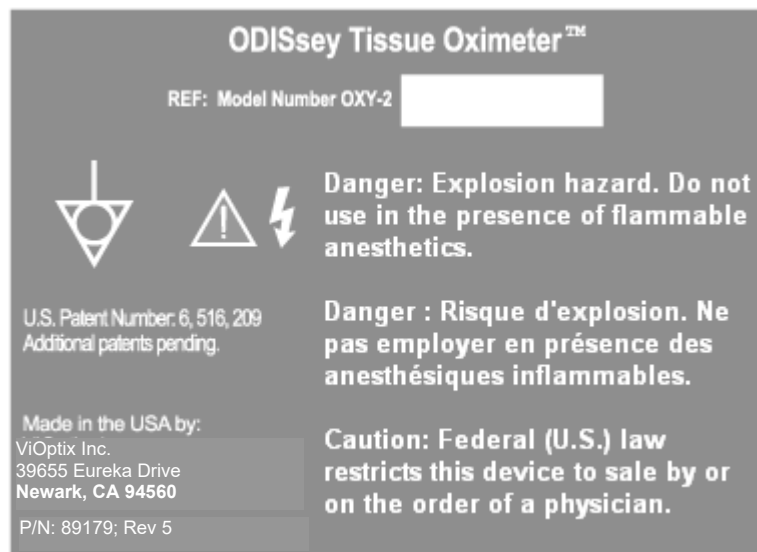 ODISsey Tissue Oximeter™
REF: Model Number OXY-2
Danger: Explosion hazard. Do not
use in the presence of flammable
anesthetics.
U.S. Patent Number: 6, 516, 209
Additional patents pending.
Danger : Risque d'explosion. Ne
pas employer en présence des
anesthésiques inflammables.
Made in the USA by:
ViOptix Inc.
39655 Eureka Drive
Newark, CA 94560
P/N: 89179; Rev 5
Caution: Federal (U.S.) law
restricts this device to sale by or
on the order of a physician.